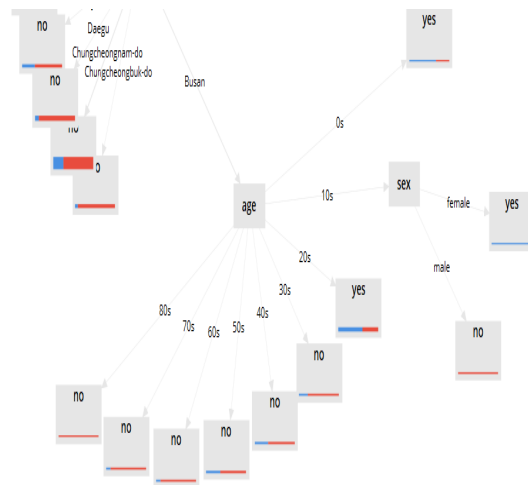 no
Daegu
yes
Chungcheongnam-do
no
Chungcheongbuk-do
Busan
no
0s
sex
age
10s
female
yes
20s
male
30s
yes
80s
40s
70s
50s
60s
no
no
no
no
no
no
no